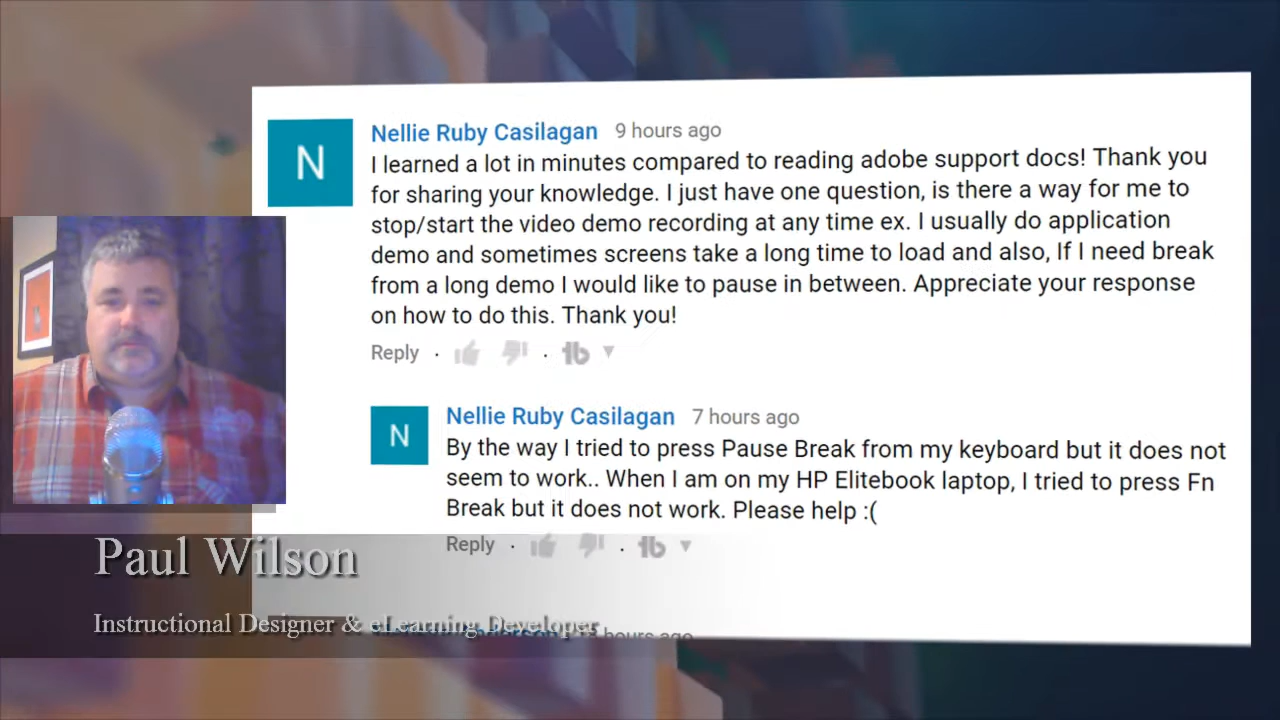 N
Nellie Ruby Casilagan 9 hours ago
I learned a lot in minutes compared to reading adobe support docs! Thank you
for sharing your knowledge. I just have one question, is there a way for me to
stop/start the video demo recording at any time ex. I usually do application
demo and sometimes screens take a long time to load and also, If I need break
from a long demo I would like to pause in between. Appreciate your response
on how to do this. Thank you!
Reply
N
Nellie Ruby Casilagan 7 hours ago
By the way I tried to press Pause Break from my keyboard but it does not
seem to work.. When I am on my HP Elitebook laptop, I tried to press Fn
Break but it does not work. Please help :(
Reply
Paul Wilson
Instructional Designer & eLearning Developer
hours ago